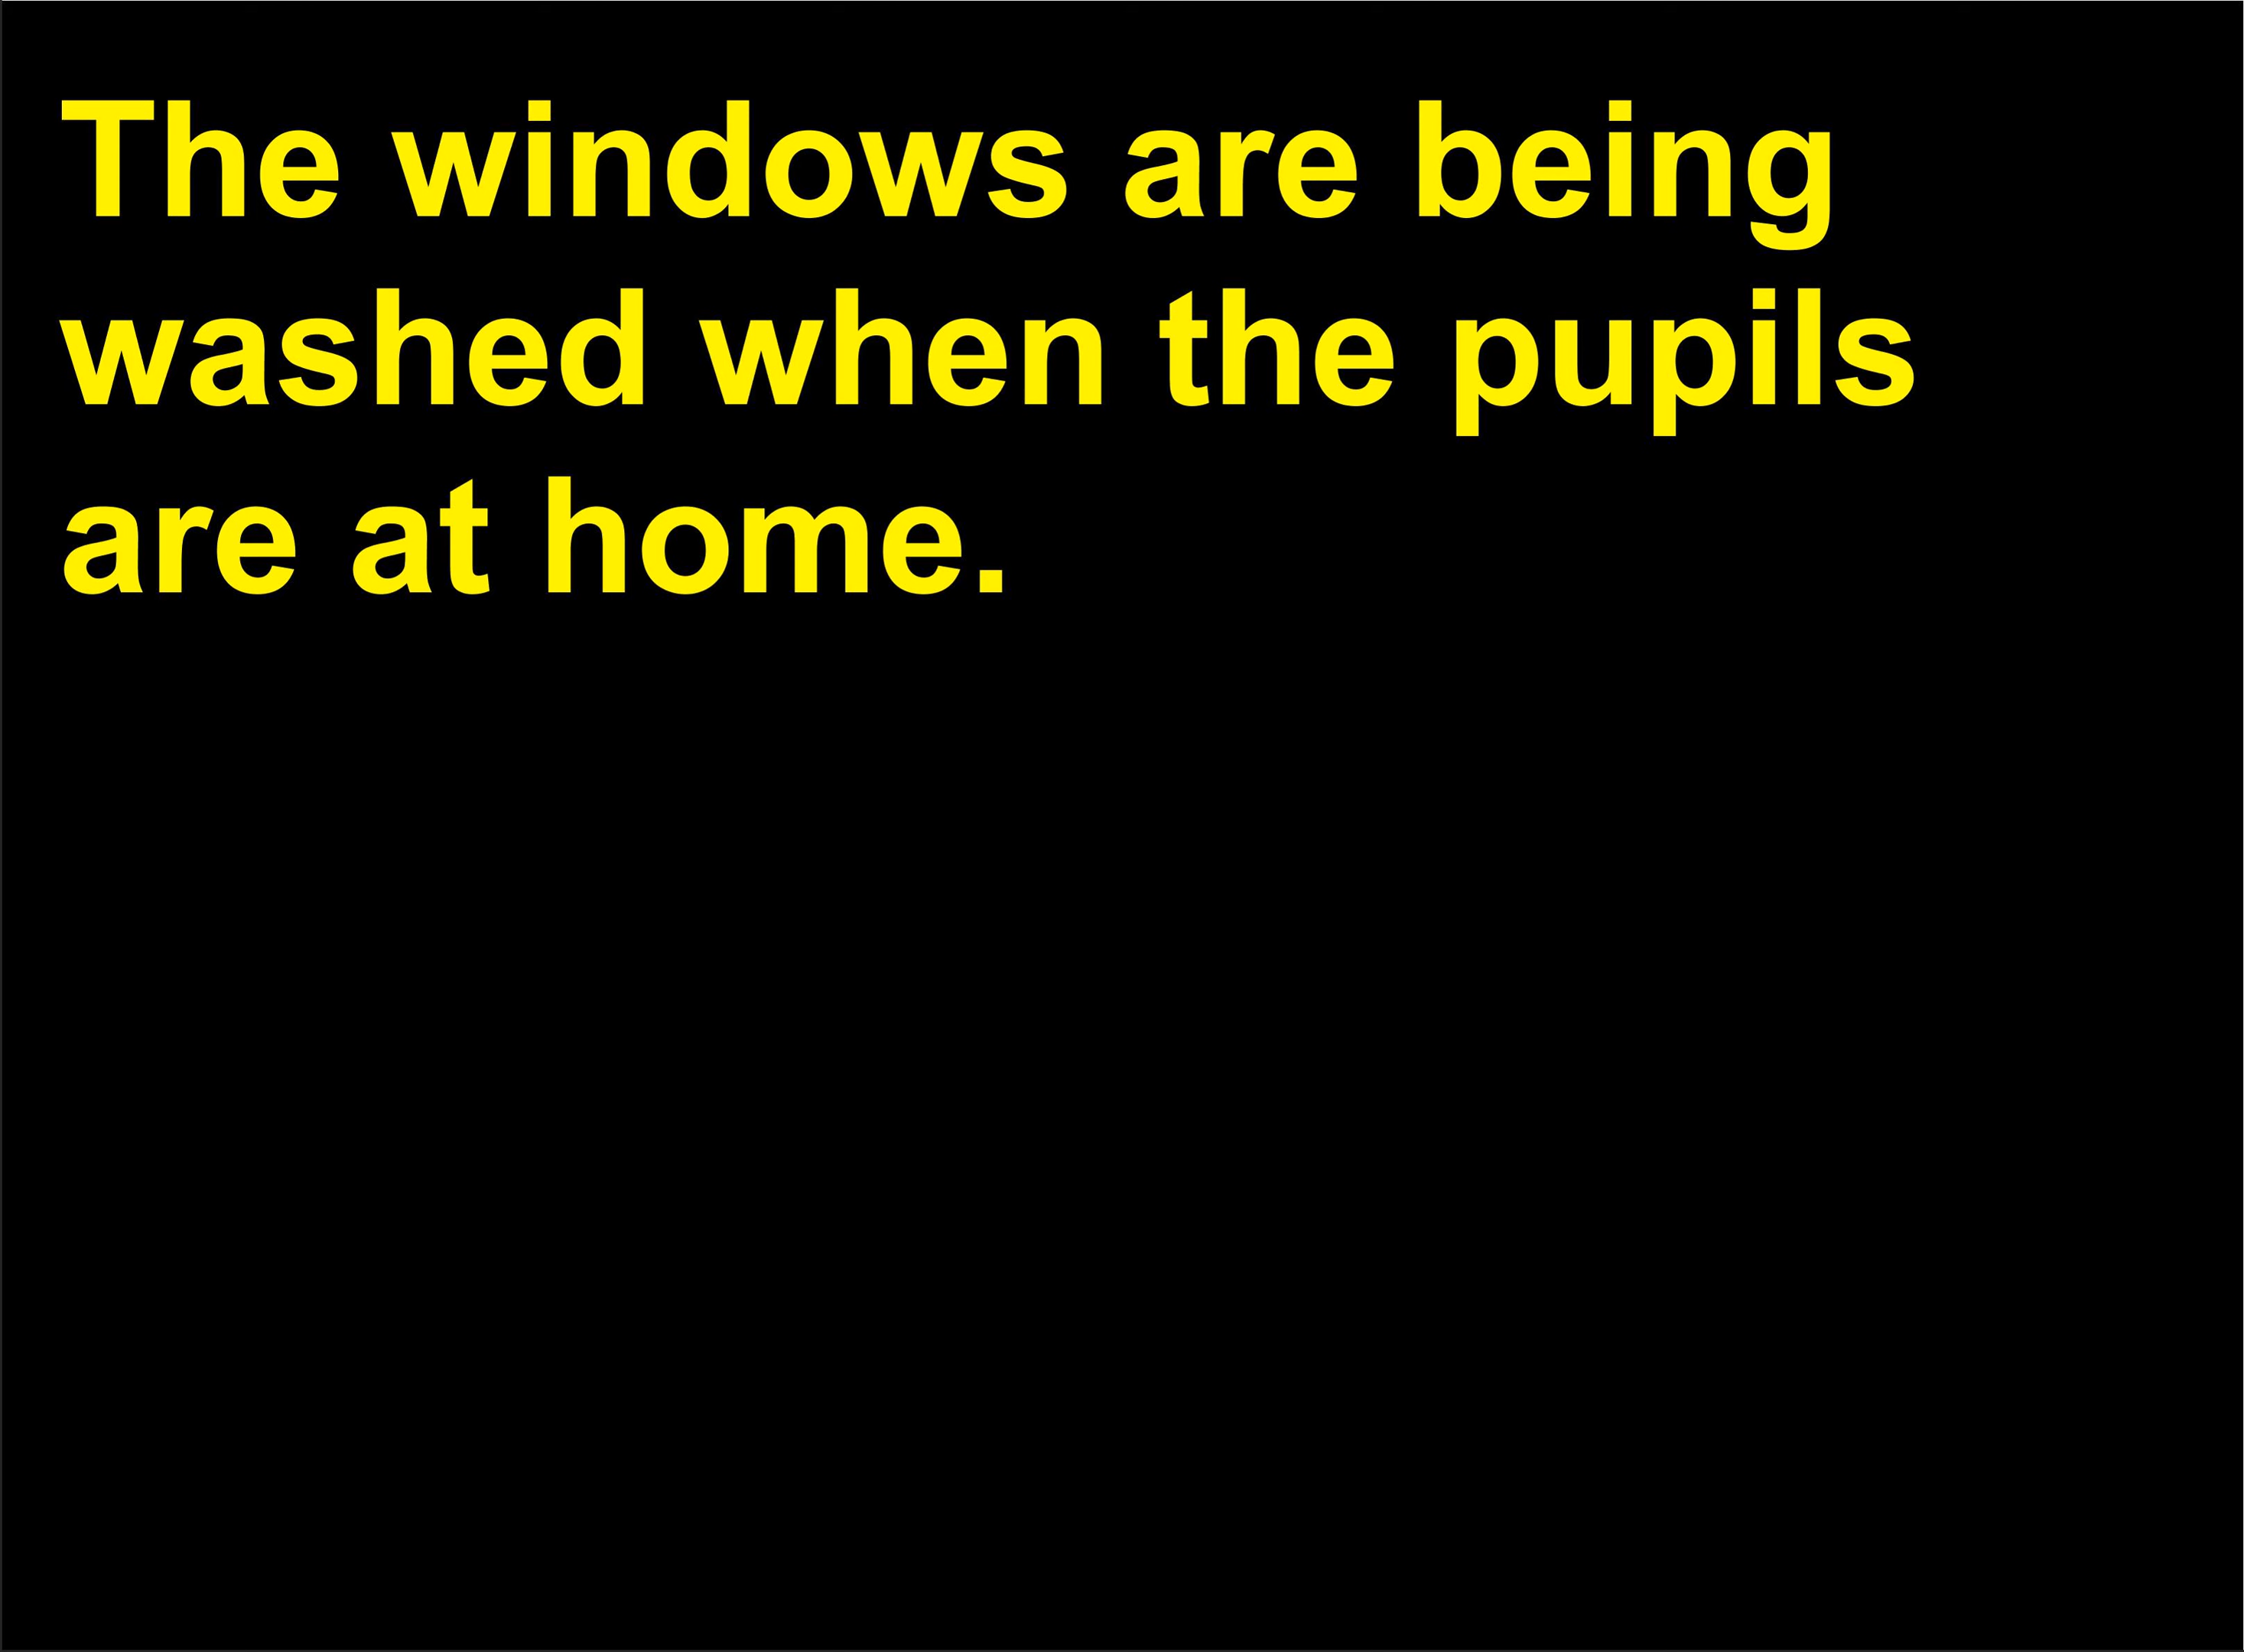 The windows are being
washed when the pupils
are at home.